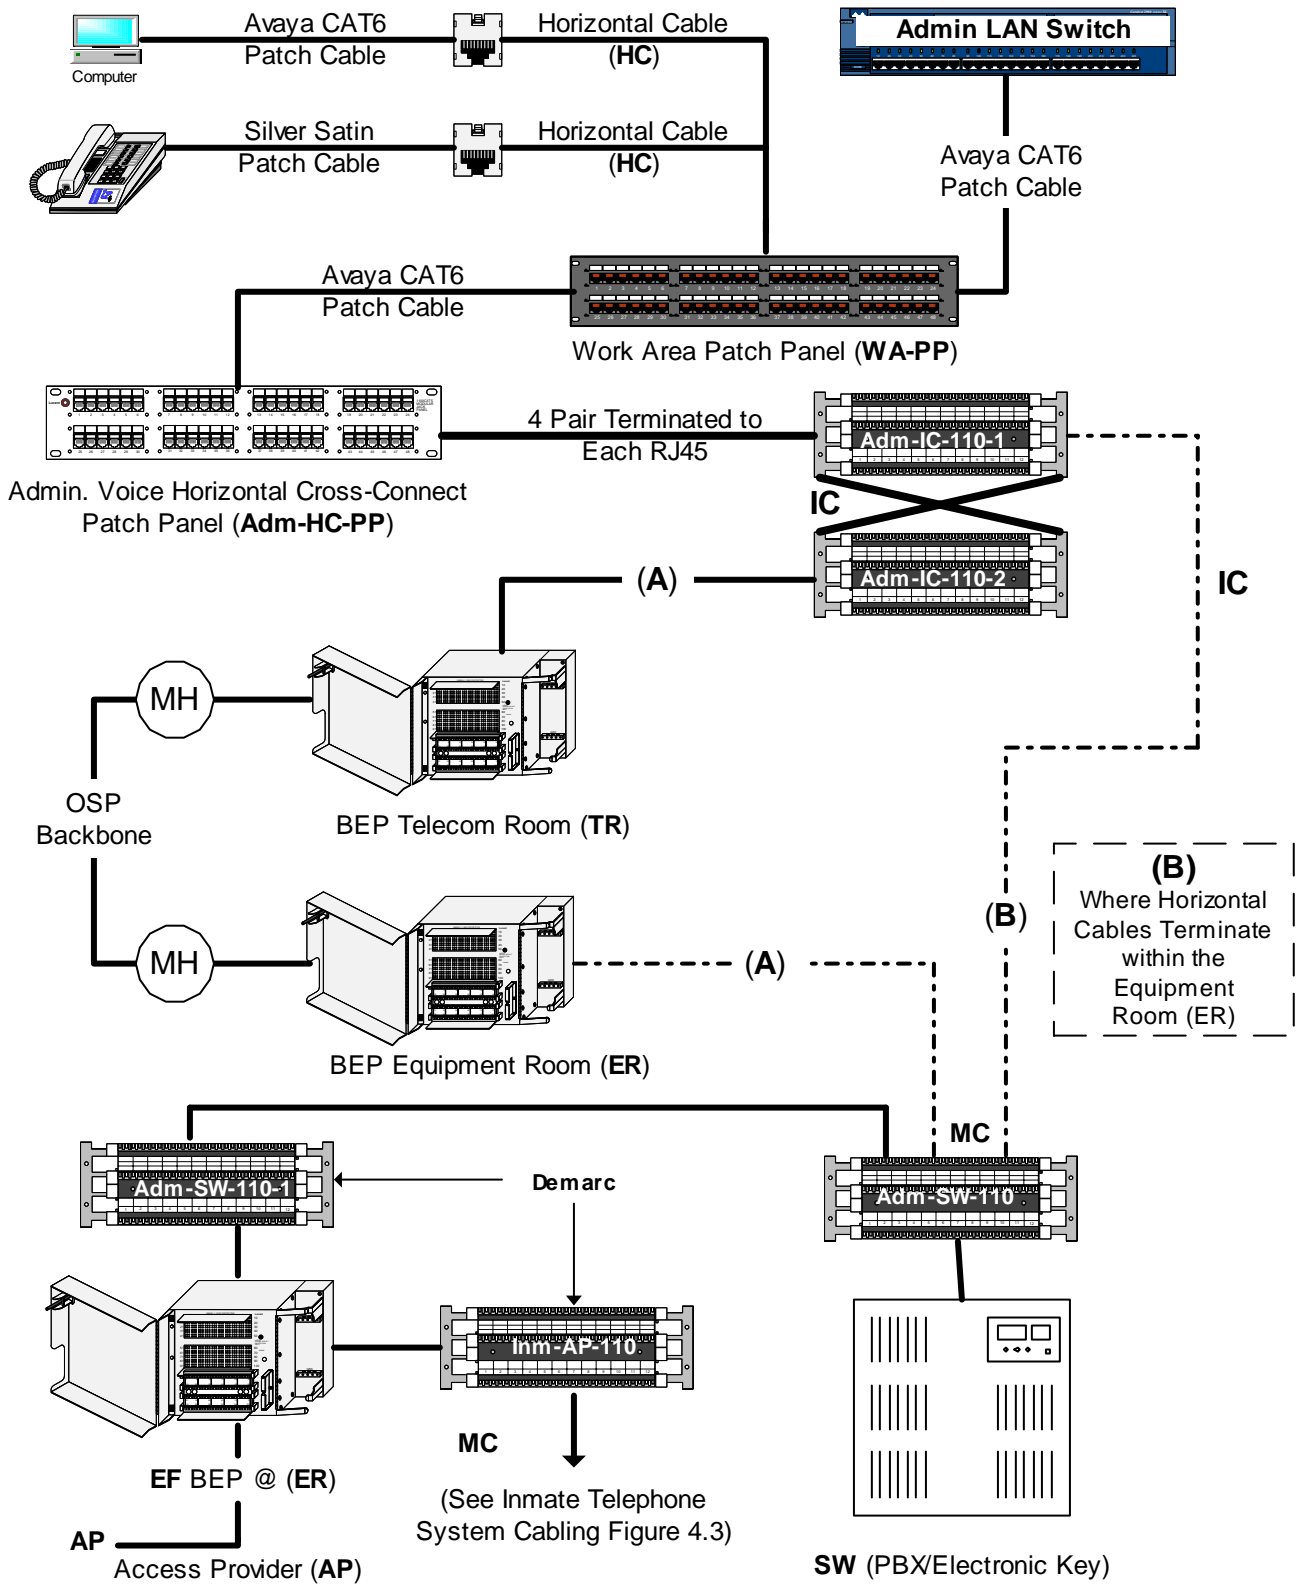 Avaya CAT6
Patch Cable
Horizontal Cable
(HC)
Admin LAN Switch
Computer
Silver Satin
Patch Cable
Horizontal Cable
(HC)
Avaya CAT6
Patch Cable
Avaya CAT6
Patch Cable
Work Area Patch Panel (WA-PP)
4 Pair Terminated to
Each RJ45
Adm-IC-110-1
Admin. Voice Horizontal Cross-Connect
Patch Panel (Adm-HC-PP)
IC
(A)
Adm-IC-110-2
IC
MH
OSP
Backbone
BEP Telecom Room (TR)
(B)
Where Horizontal
Cables Terminate
within the
Equipment
Room (ER)
(B)
MH
(A)
BEP Equipment Room (ER)
MC
Adm-SW-110-1
Demarc
Adm-SW-110
Inm-AP-110
MC
EF BEP @ (ER)
(See Inmate Telephone
System Cabling Figure 4.3)
AP
Access Provider (AP)
SW (PBX/Electronic Key)